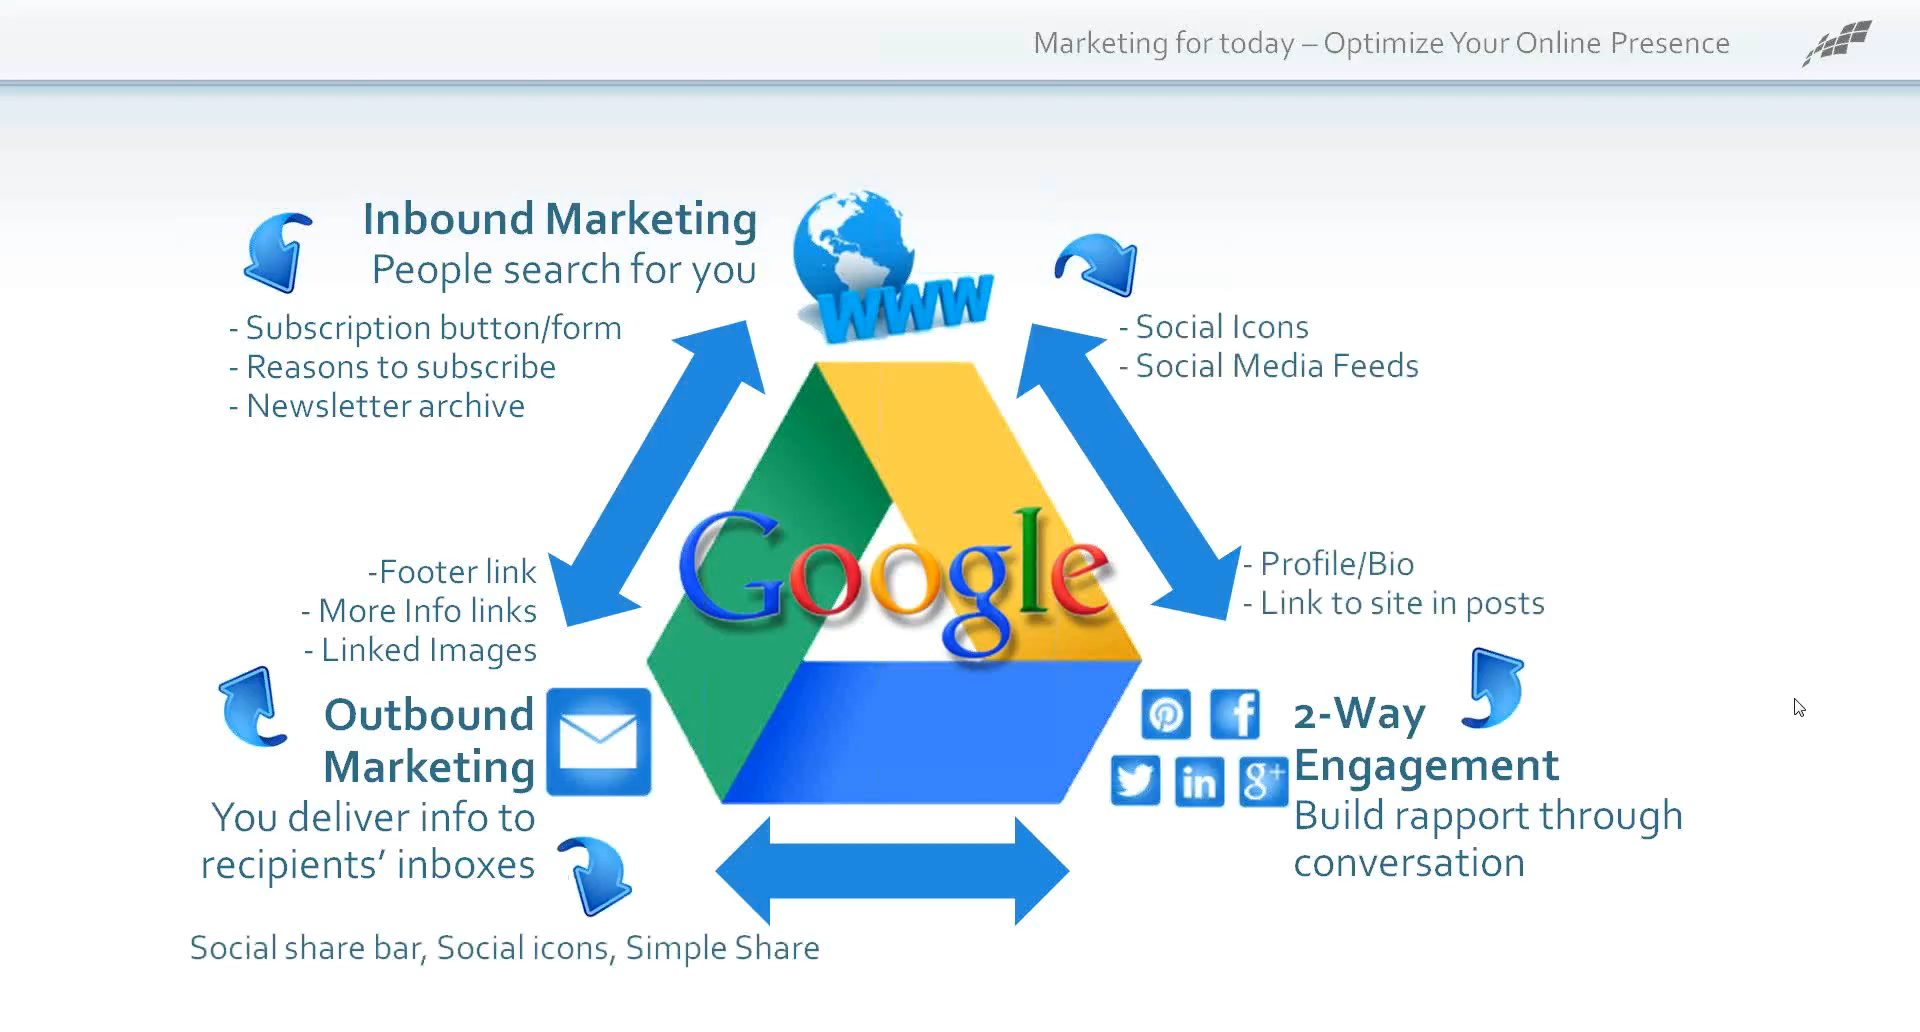 Marketing for today – Optimize Your Online Presence
Inbound Marketing
People search for you
- Subscription button/form
- Reasons to subscribe
- Newsletter archive
www
- Social Icons
- Social Media Feeds
Google
-Footer link
- More Info links
- Linked Images
- Profile/Bio
- Link to site in posts
Outbound
Marketing
You deliver info to
recipients’ inboxes
f
in
g+
2-Way
Engagement
Build rapport through
conversation
Social share bar, Social icons, Simple Share